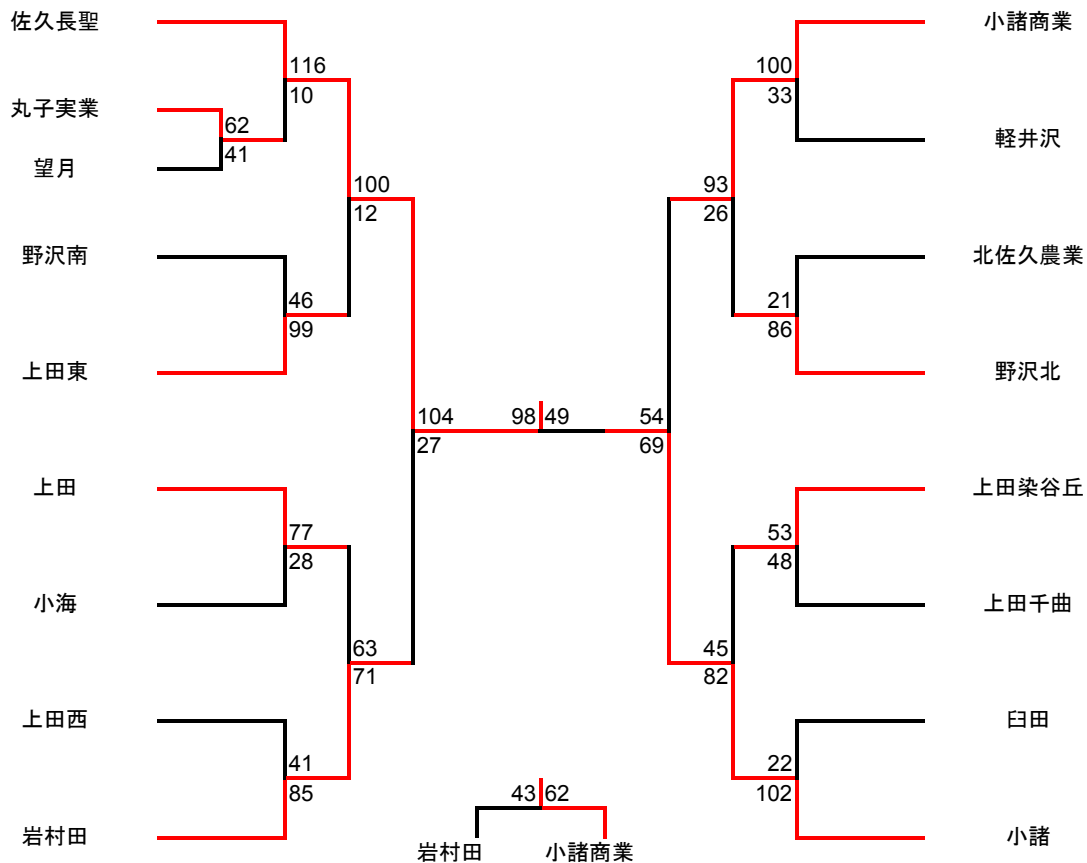 佐久長聖
116
10
丸子実業
62
41
望月
100
12
野沢南
46
99
上田東
104
27
上田
77
28
小海
63
71
上田西
41
85
岩村田
98 49
43 62
岩村田 小諸商業
小諸商業
100
33
軽井沢
93
26
北佐久農業
21
86
野沢北
54
69
上田染谷丘
53
48
上田千曲
45
82
臼田
22
102
小諸